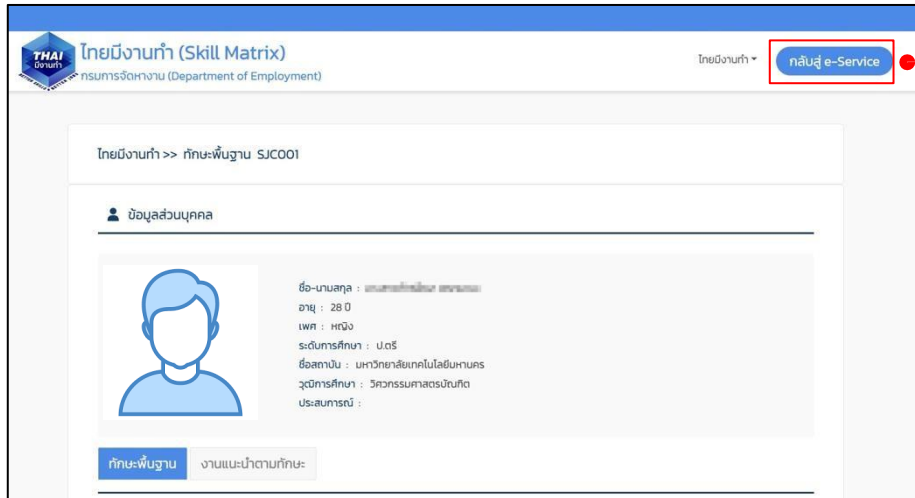 THAI
มีงานทำ
ไทยมีงานทำ (Skill Matrix)
กรมการจัดหางาน (Department of Employment)
ไทยมีงานทำ
กลับสู่ e-Service
ไทยมีงานทำ >> ทักษะพื้นฐาน SJC001
ข้อมูลส่วนบุคคล
ชื่อ-นามสกุล :
อายุ : 28 ปี
เพศ : หญิง
ระดับการศึกษา : ป.ตรี
ชื่อสถาบัน : มหาวิทยาลัยเทคโนโลยีมหานคร
วุฒิการศึกษา : วิศวกรรมศาสตรบัณฑิต
ประสบการณ์ :
ทักษะพื้นฐาน
งานแนะนำตามทักษะ